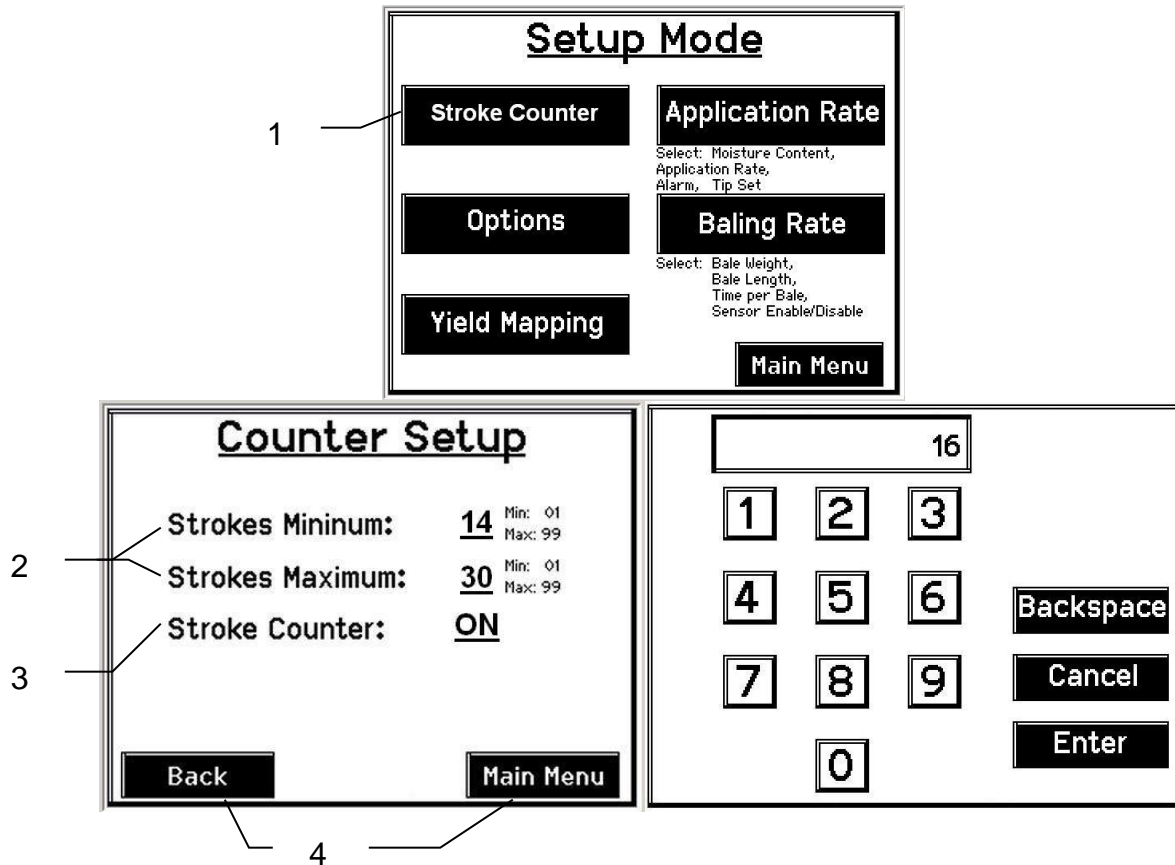 Setup Mode
1
Stroke Counter
Application Rate
Select: Moisture Content,
Application Rate,
Alarm, Tip Set
Options
Baling Rate
Select: Bale Weight,
Bale Length,
Time per Bale,
Sensor Enable/Disable
Yield Mapping
Main Menu
Counter Setup
2
Strokes Mininum: 14 Min: 01
Max: 99
Strokes Maximum: 30 Min: 01
Max: 99
3
Stroke Counter: ON
Back
Main Menu
4
16
1 2 3
4 5 6
Backspace
7 8 9
Cancel
Enter
0